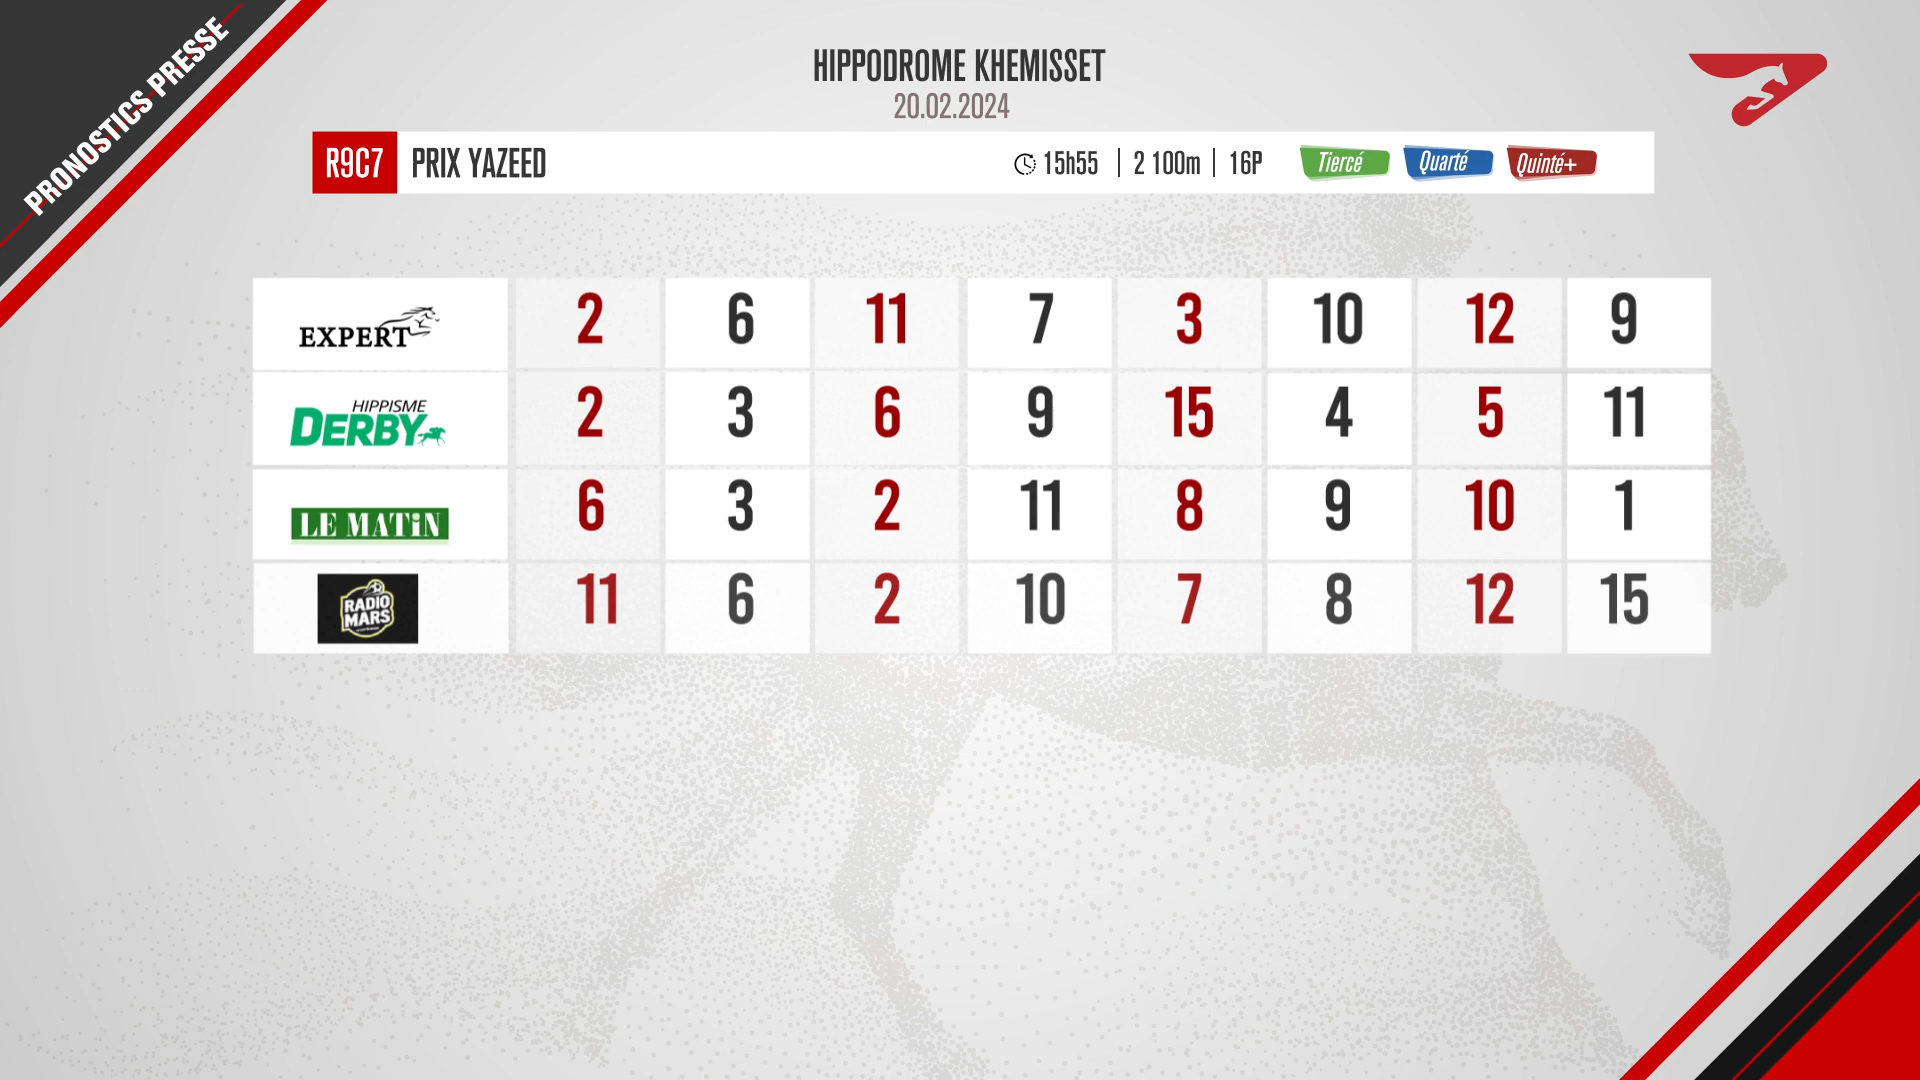 PRONOSTICS PRESSE
HIPPODROME KHEMISSET
20.02.2024
R9C7 PRIX YAZEED 15h55 | 2 100m | 16P Tiercé Quarté Quinté+
EXPERT 2 6 11 7 3 10 12 9
HIPPISME
DERBY 2 3 6 9 15 4 5 11
LE MATiN 6 3 2 11 8 9 10 1
RADIO
MARS 11 6 2 10 7 8 12 15